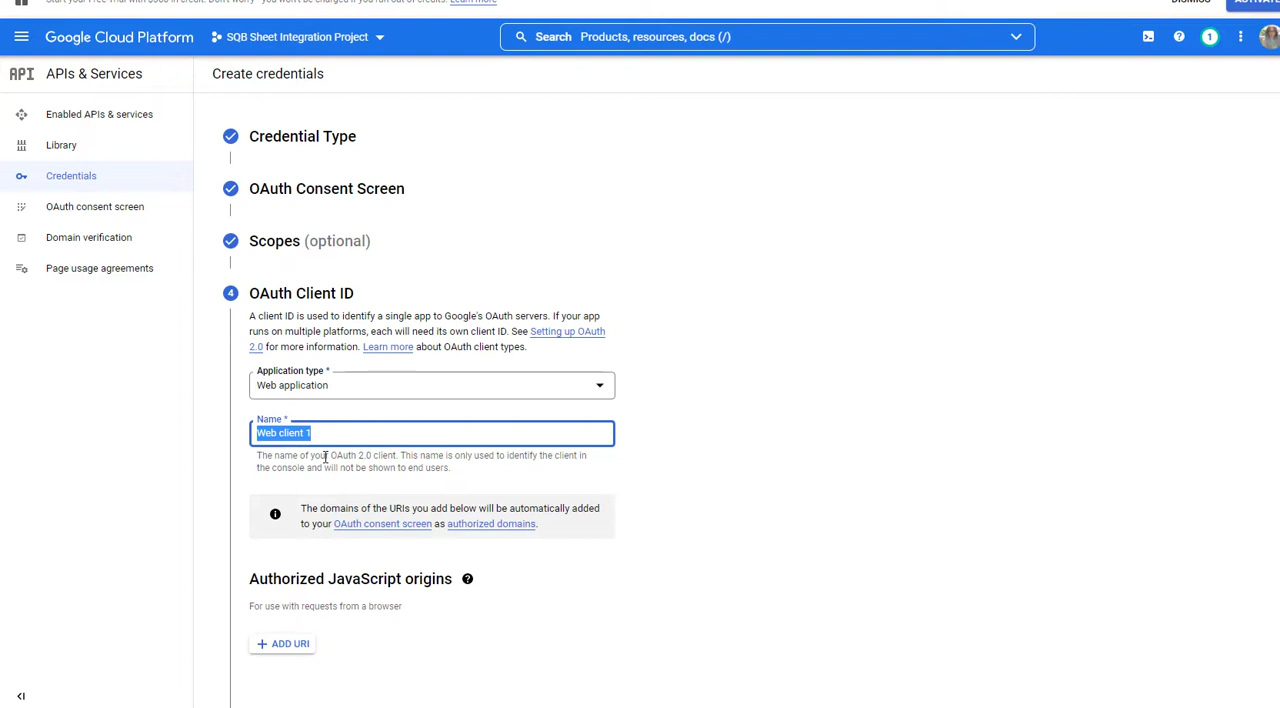 Start your Free Trial with $300 in credit. Don't worry—you won't be charged if you run out of credits. Learn more
DISMISS
ACTIVATE
Google Cloud Platform
SQB Sheet Integration Project
Search Products, resources, docs (/)
1
API APIs & Services
Create credentials
Enabled APIs & services
Library
Credentials
OAuth consent screen
Domain verification
Page usage agreements
Credential Type
OAuth Consent Screen
Scopes (optional)
4 OAuth Client ID
A client ID is used to identify a single app to Google's OAuth servers. If your app
runs on multiple platforms, each will need its own client ID. See Setting up OAuth
2.0 for more information. Learn more about OAuth client types.
Application type *
Web application
Name *
Web client 1
The name of your OAuth 2.0 client. This name is only used to identify the client in
the console and will not be shown to end users.
The domains of the URIs you add below will be automatically added
to your OAuth consent screen as authorized domains.
Authorized JavaScript origins
For use with requests from a browser
+ ADD URI